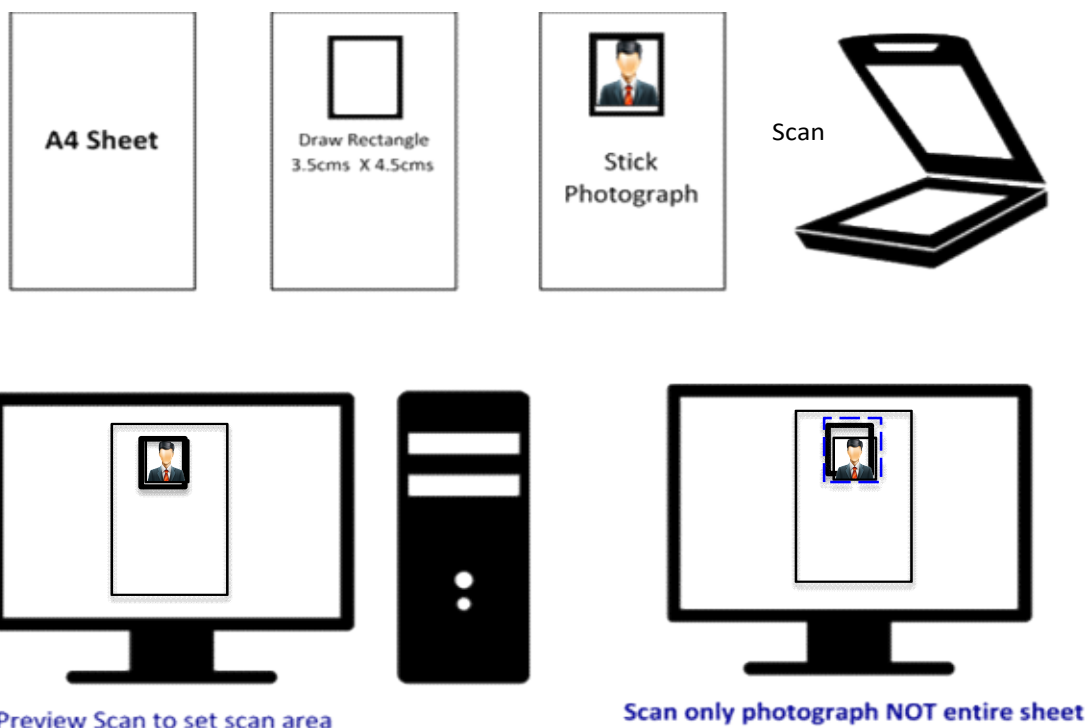 A4 Sheet
Draw Rectangle
3.5cms X 4.5cms
Stick
Photograph
Scan
Preview Scan to set scan area
Scan only photograph NOT entire sheet